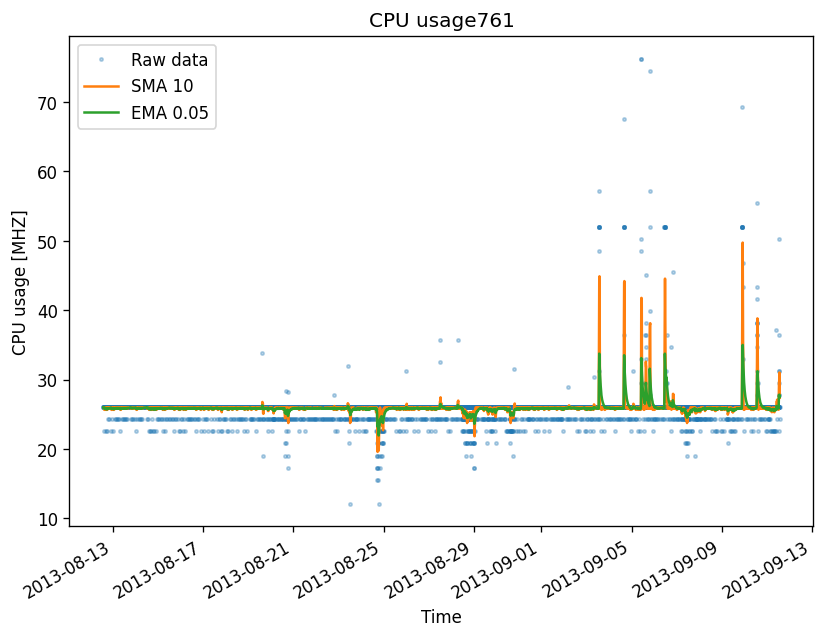 CPU usage761
Raw data
SMA 10
EMA 0.05
CPU usage [MHZ]
70
60
50
40
30
20
10
2013-08-13
2013-08-17
2013-08-21
2013-08-25
2013-08-29
2013-09-01
2013-09-05
2013-09-09
2013-09-13
Time